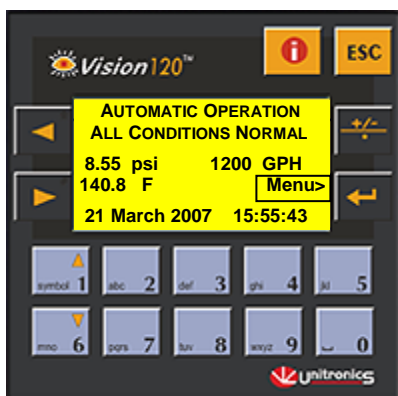 Vision120™
i
ESC
AUTOMATIC OPERATION
ALL CONDITIONS NORMAL
+/-
8.55 psi 1200 GPH
140.8 F Menu>
21 March 2007 15:55:43
symbol 1
abc 2
def 3
ghi 4
jkl 5
mno 6
pqrs 7
tuv 8
wxyz 9
0
Unitronics